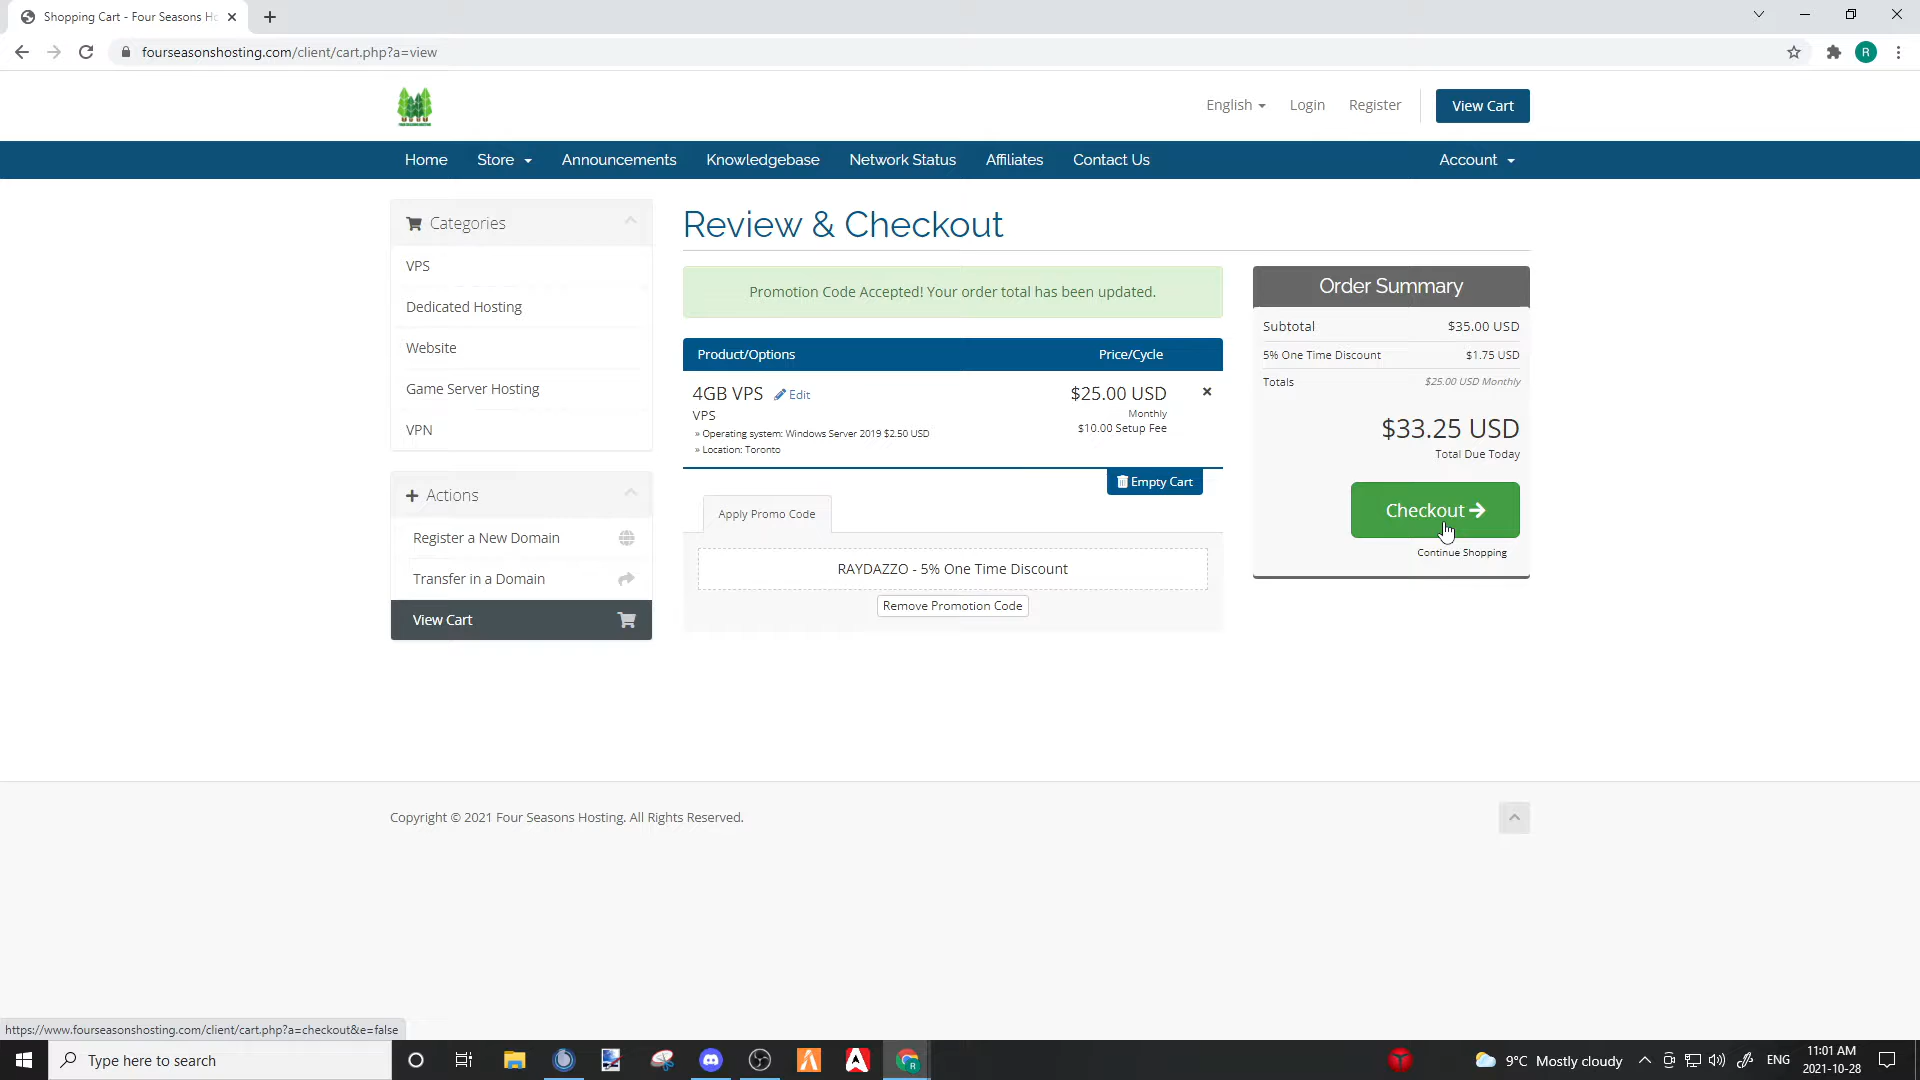 Shopping Cart - Four Seasons Ho
fourseasonshosting.com/client/cart.php?a=view
R
English
Login
Register
View Cart
Home
Store
Announcements
Knowledgebase
Network Status
Affiliates
Contact Us
Account
Categories
VPS
Dedicated Hosting
Website
Game Server Hosting
VPN
Actions
Register a New Domain
Transfer in a Domain
View Cart
Review & Checkout
Promotion Code Accepted! Your order total has been updated.
Product/Options Price/Cycle
4GB VPS Edit $25.00 USD
VPS Monthly
$10.00 Setup Fee
» Operating system: Windows Server 2019 $2.50 USD
» Location: Toronto
Empty Cart
Apply Promo Code
RAYDAZZO - 5% One Time Discount
Remove Promotion Code
Order Summary
Subtotal $35.00 USD
5% One Time Discount $1.75 USD
Totals $25.00 USD Monthly
$33.25 USD
Total Due Today
Checkout
Continue Shopping
Copyright © 2021 Four Seasons Hosting. All Rights Reserved.
https://www.fourseasonshosting.com/client/cart.php?a=checkout&e=false
Type here to search
9°C Mostly cloudy
ENG
11:01 AM
2021-10-28